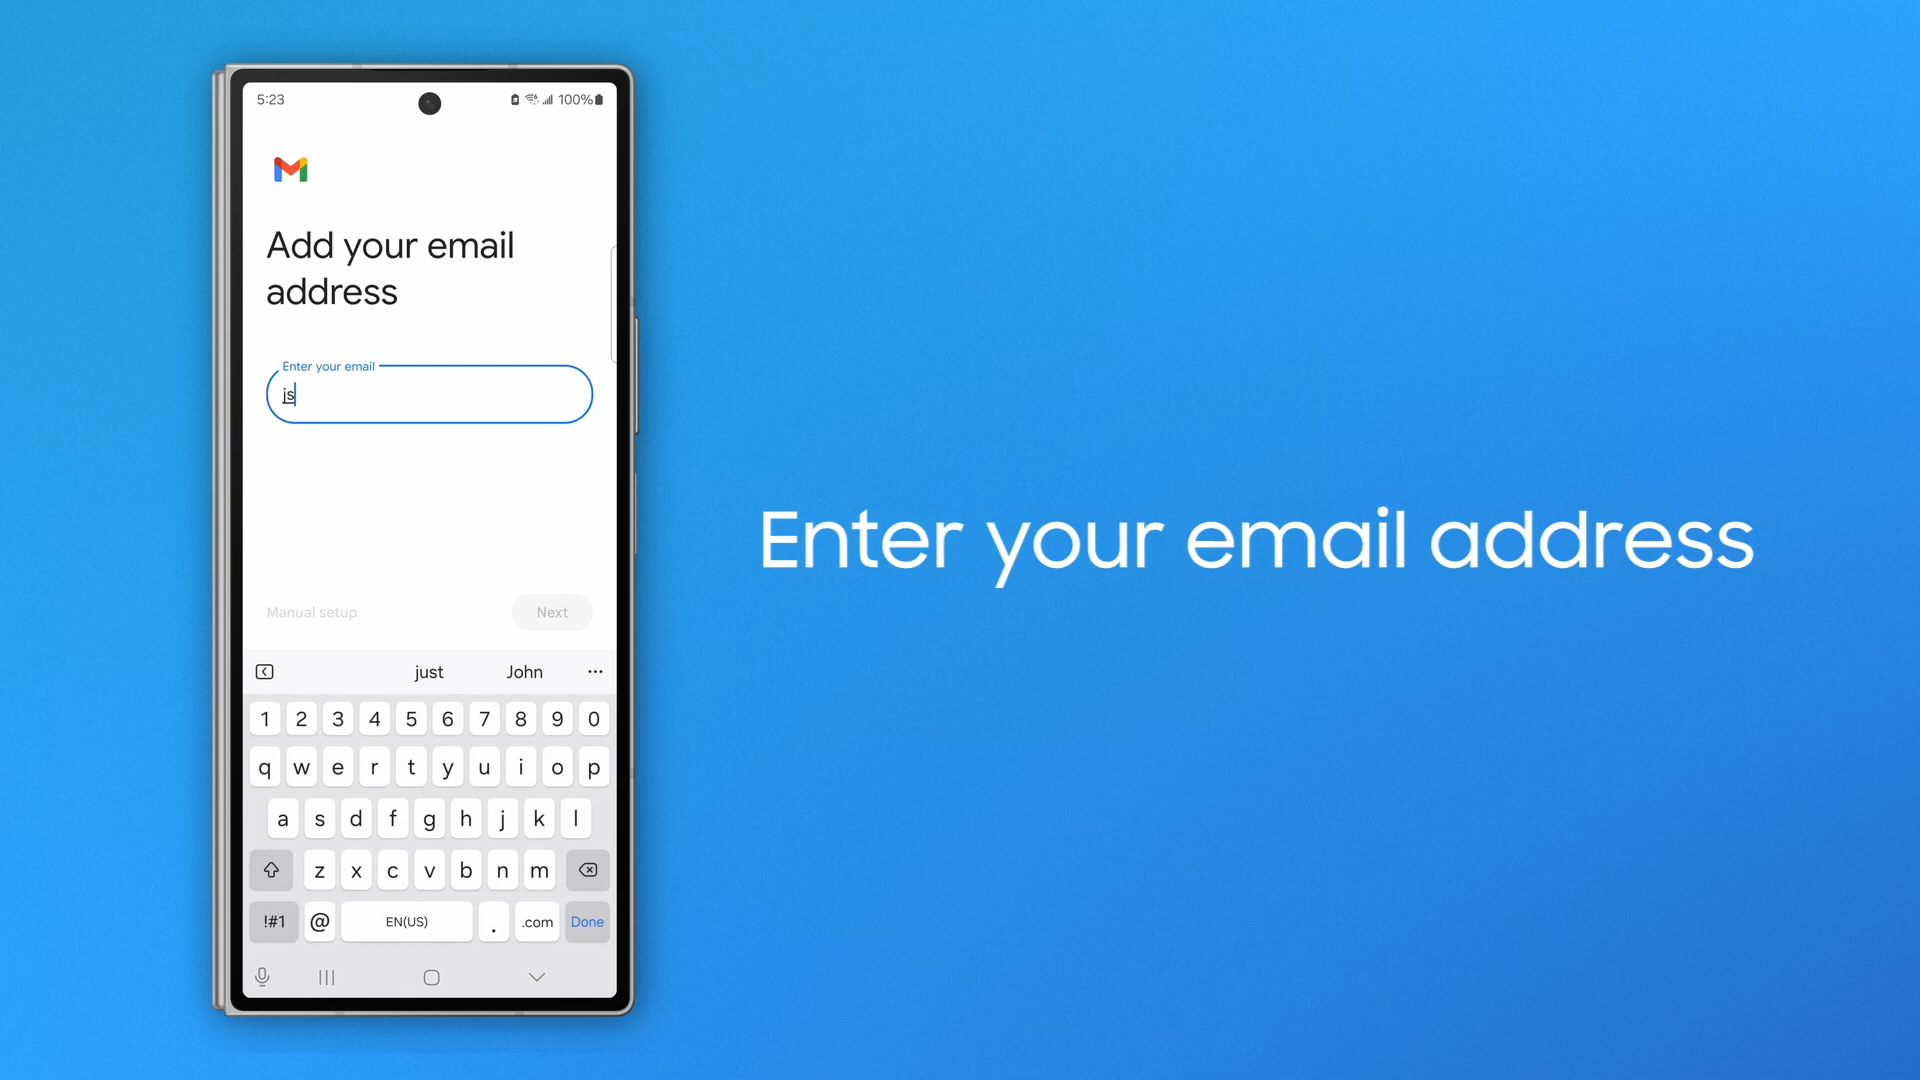 5:23
100%
Add your email
address
Enter your email
js
Manual setup
Next
just John ...
1 2 3 4 5 6 7 8 9 0
q w e r t y u i o p
a s d f g h j k l
z x c v b n m
!#1 @ EN(US) . .com Done
Enter your email address